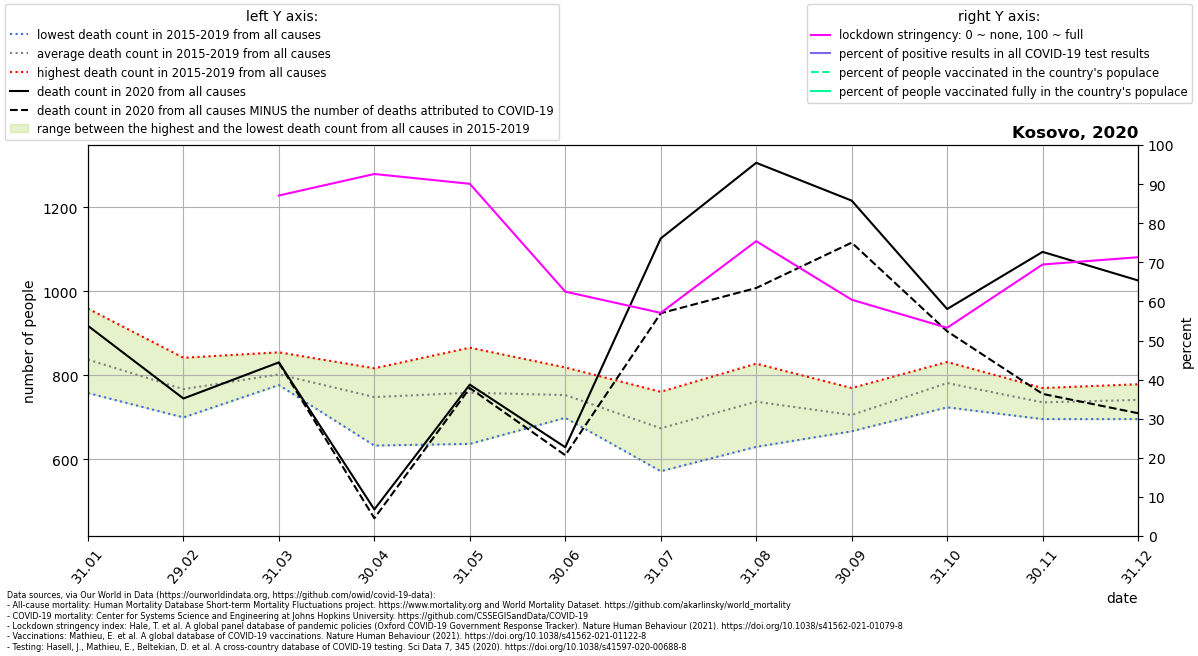 left Y axis:
lowest death count in 2015-2019 from all causes
average death count in 2015-2019 from all causes
highest death count in 2015-2019 from all causes
death count in 2020 from all causes
death count in 2020 from all causes MINUS the number of deaths attributed to COVID-19
range between the highest and the lowest death count from all causes in 2015-2019
right Y axis:
lockdown stringency: 0 ~ none, 100 ~ full
percent of positive results in all COVID-19 test results
percent of people vaccinated in the country's populace
percent of people vaccinated fully in the country's populace
Kosovo, 2020
number of people
1200
1000
800
600
100
90
80
70
60
50
40
30
20
10
0
percent
31.01
29.02
31.03
30.04
31.05
30.06
31.07
31.08
30.09
31.10
30.11
31.12
date
Data sources, via Our World in Data (https://ourworldindata.org, https://github.com/owid/covid-19-data):
- All-cause mortality: Human Mortality Database Short-term Mortality Fluctuations project. https://www.mortality.org and World Mortality Dataset. https://github.com/akarlinsky/world_mortality
- COVID-19 mortality: Center for Systems Science and Engineering at Johns Hopkins University. https://github.com/CSSEGISandData/COVID-19
- Lockdown stringency index: Hale, T. et al. A global panel database of pandemic policies (Oxford COVID-19 Government Response Tracker). Nature Human Behaviour (2021). https://doi.org/10.1038/s41562-021-01079-8
- Vaccinations: Mathieu, E. et al. A global database of COVID-19 vaccinations. Nature Human Behaviour (2021). https://doi.org/10.1038/s41562-021-01122-8
- Testing: Hasell, J., Mathieu, E., Beltekian, D. et al. A cross-country database of COVID-19 testing. Sci Data 7, 345 (2020). https://doi.org/10.1038/s41597-020-00688-8